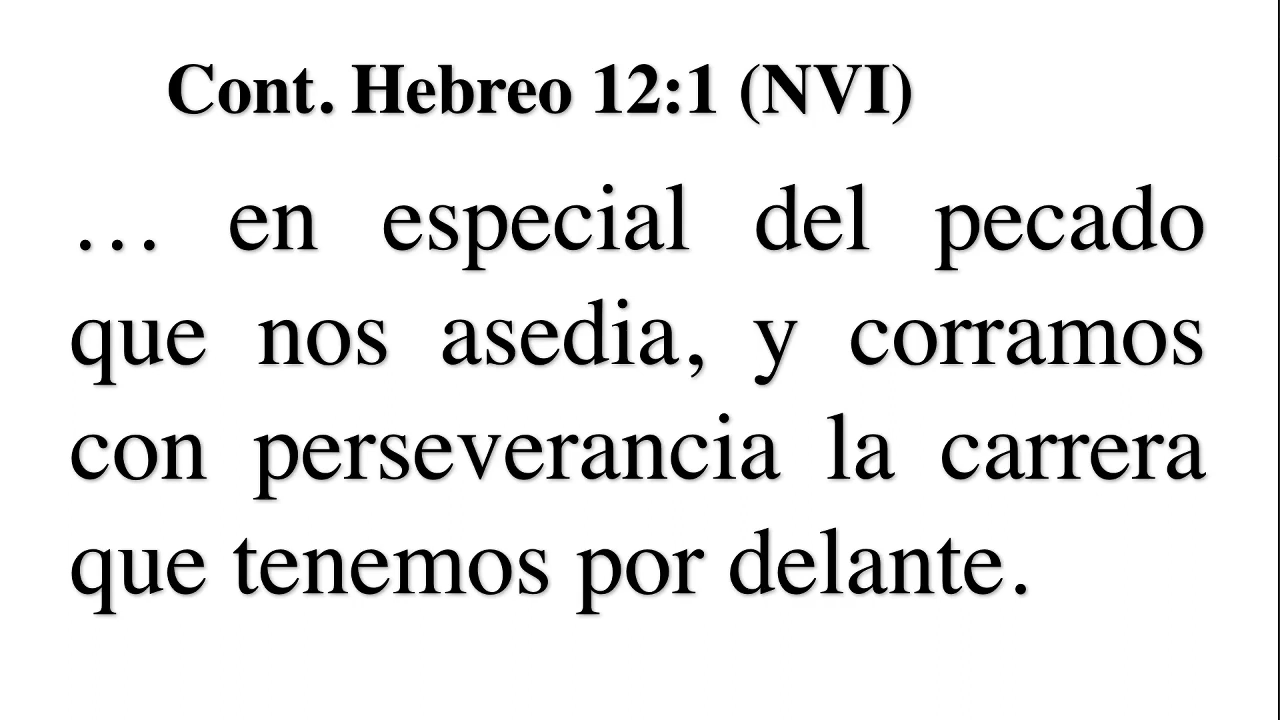 Cont. Hebreo 12:1 (NVI)
… en especial del pecado
que nos asedia, y corramos
con perseverancia la carrera
que tenemos por delante.